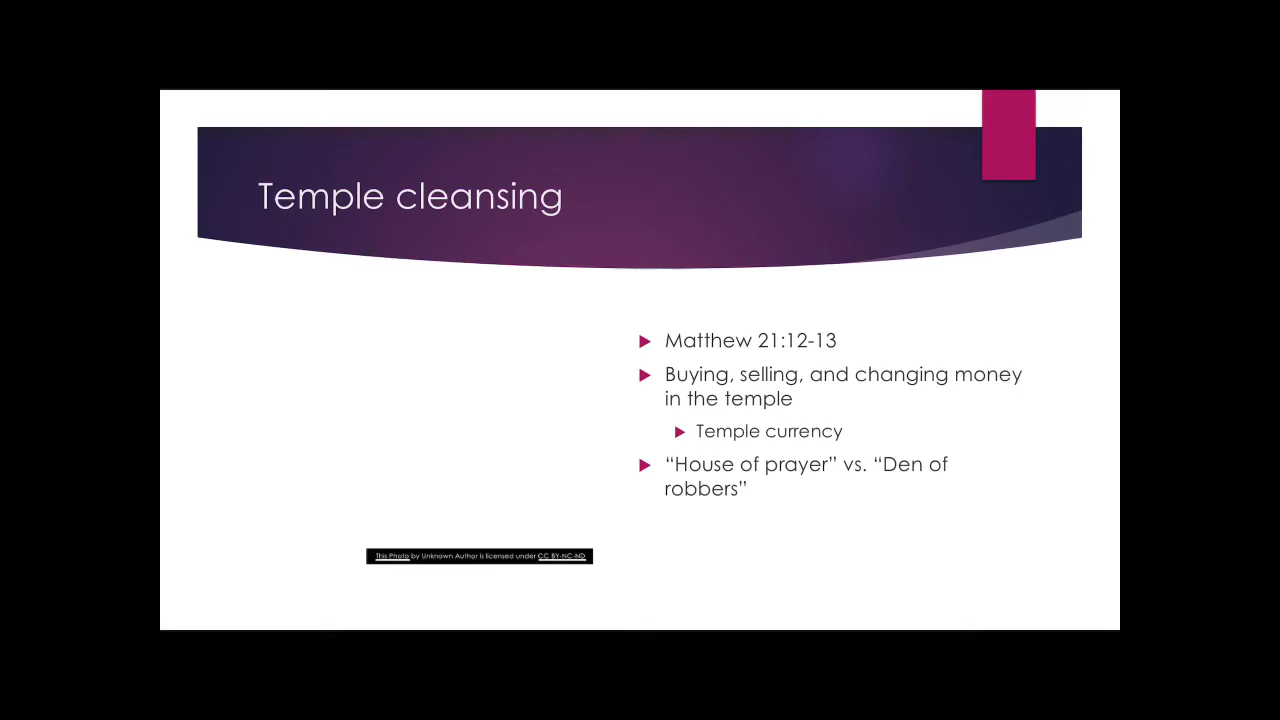 Temple cleansing
Matthew 21:12-13
Buying, selling, and changing money
in the temple
Temple currency
“House of prayer” vs. “Den of
robbers”
This Photo by Unknown Author is licensed under CC BY-NC-ND